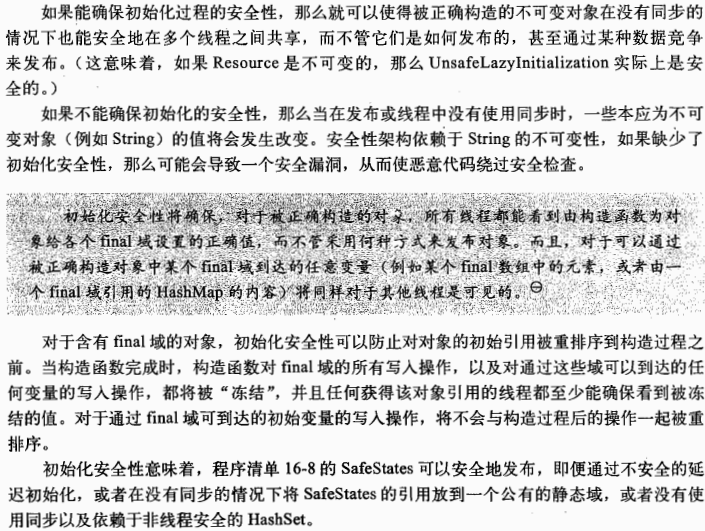 如果能确保初始化过程的安全性，那么就可以使得被正确构造的不可变对象在没有同步的
情况下也能安全地在多个线程之间共享，而不管它们是如何发布的，甚至通过某种数据竞争
来发布。（这意味着，如果 Resource 是不可变的，那么 UnsafeLazyInitialization 实际上是安
全的。）
如果不能确保初始化的安全性，那么当在发布或线程中没有使用同步时，一些本应为不可
变对象（例如 String）的值将会发生改变。安全性架构依赖于 String 的不可变性，如果缺少了
初始化安全性，那么可能会导致一个安全漏洞，从而使恶意代码绕过安全检查。
初始化安全性将确保，对于被正确构造的对象，所有线程都能看到由构造函数为对
象给各个 final 域设置的正确值，而不管采用何种方式来发布对象。而且，对于可以通过
被正确构造对象中某个 final 域到达的任意变量（例如某个 final 数组中的元素，或者由一
个 final 域引用的 HashMap 的内容）将同样对于其他线程是可见的。㊀
对于含有 final 域的对象，初始化安全性可以防止对对象的初始引用被重排序到构造过程之
前。当构造函数完成时，构造函数对 final 域的所有写入操作，以及对通过这些域可以到达的任
何变量的写入操作，都将被“冻结”，并且任何获得该对象引用的线程都至少能确保看到被冻
结的值。对于通过 final 域可到达的初始变量的写入操作，将不会与构造过程后的操作一起被重
排序。
初始化安全性意味着，程序清单 16-8 的 SafeStates 可以安全地发布，即便通过不安全的延
迟初始化，或者在没有同步的情况下将 SafeStates 的引用放到一个公有的静态域，或者没有使
用同步以及依赖于非线程安全的 HashSet。